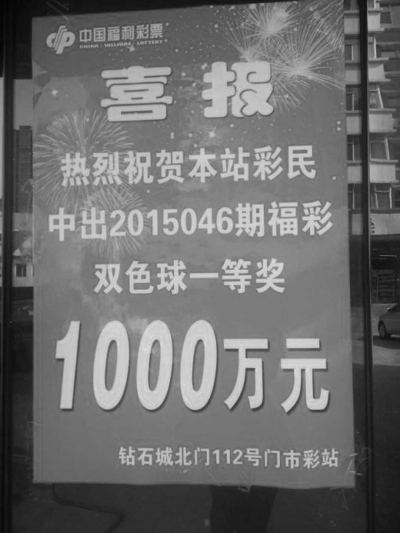 中国福利彩票
CHINA WELFARE LOTTERY
喜报
热烈祝贺本站彩民
中出2015046期福彩
双色球一等奖
1000万元
钻石城北门112号门市彩站